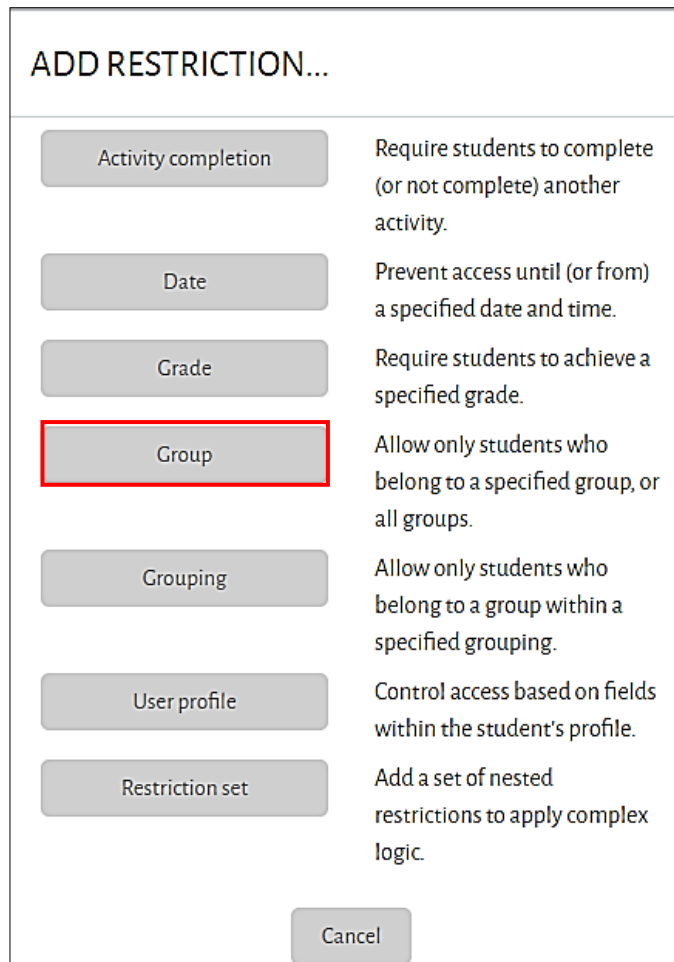 ADD RESTRICTION...
Activity completion
Require students to complete
(or not complete) another
activity.
Date
Prevent access until (or from)
a specified date and time.
Grade
Require students to achieve a
specified grade.
Group
Allow only students who
belong to a specified group, or
all groups.
Grouping
Allow only students who
belong to a group within a
specified grouping.
User profile
Control access based on fields
within the student's profile.
Restriction set
Add a set of nested
restrictions to apply complex
logic.
Cancel